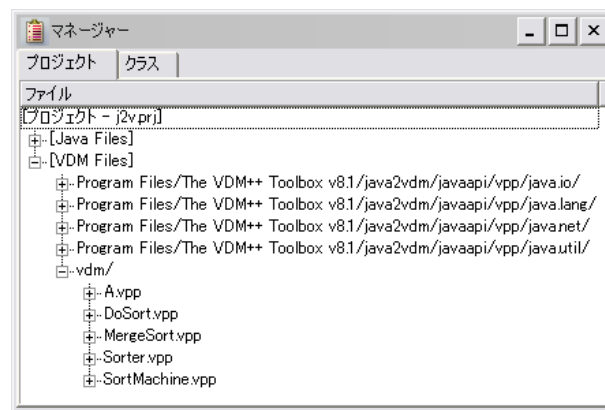 マネージャー
プロジェクト クラス
ファイル
[プロジェクト - j2v.prj]
[Java Files]
[VDM Files]
Program Files/The VDM++ Toolbox v8.1/java2vdm/javaapi/vpp/java.io/
Program Files/The VDM++ Toolbox v8.1/java2vdm/javaapi/vpp/java.lang/
Program Files/The VDM++ Toolbox v8.1/java2vdm/javaapi/vpp/java.net/
Program Files/The VDM++ Toolbox v8.1/java2vdm/javaapi/vpp/java.util/
vdm/
A.vpp
DoSort.vpp
MergeSort.vpp
Sorter.vpp
SortMachine.vpp